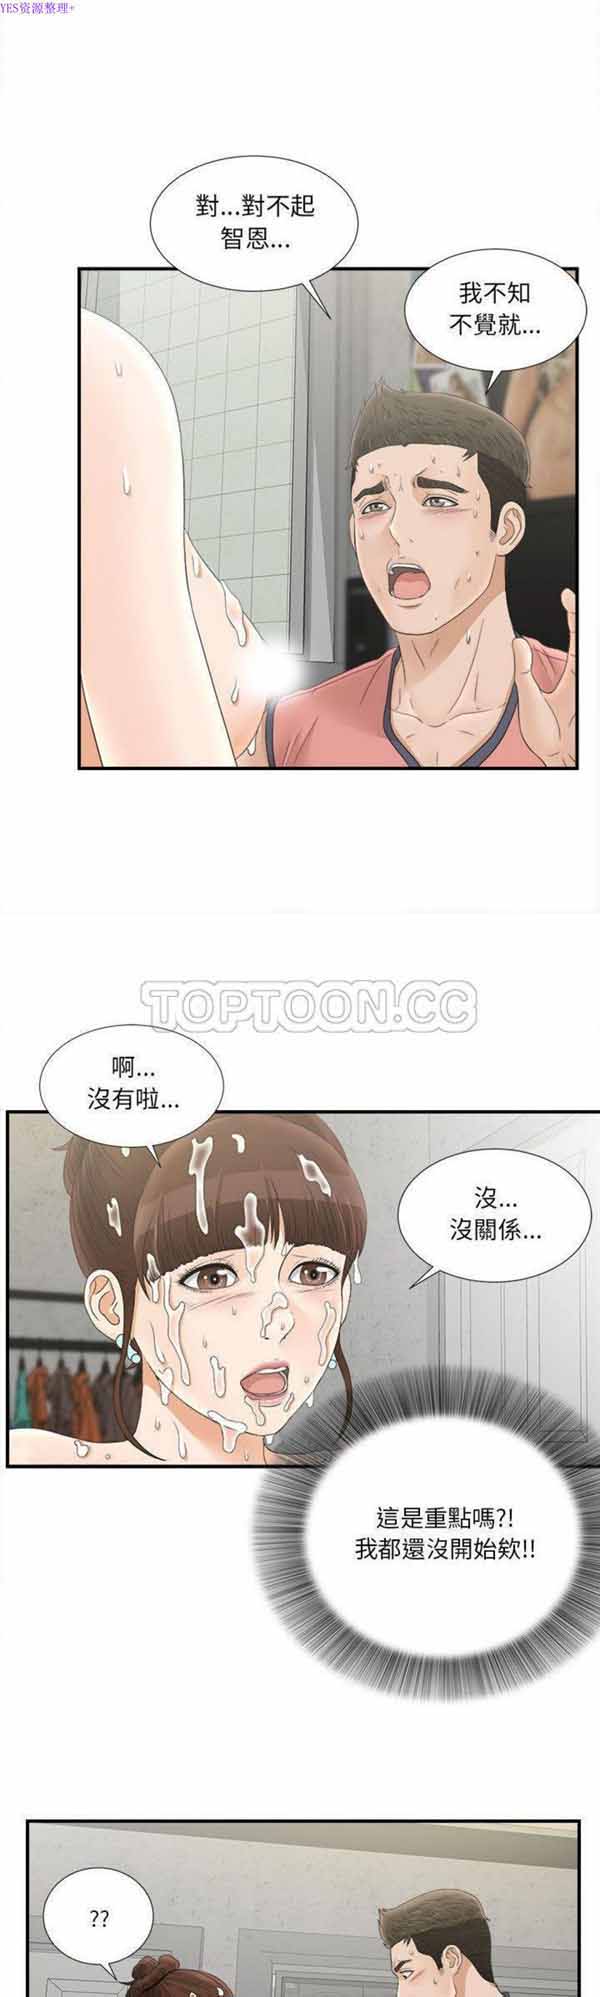 YES资源整理+
對...對不起
智恩...
我不知
不覺就...
TOPTOON.CC
啊...
沒有啦...
沒...
沒關係...
這是重點嗎?!
我都還沒開始欸!!
??